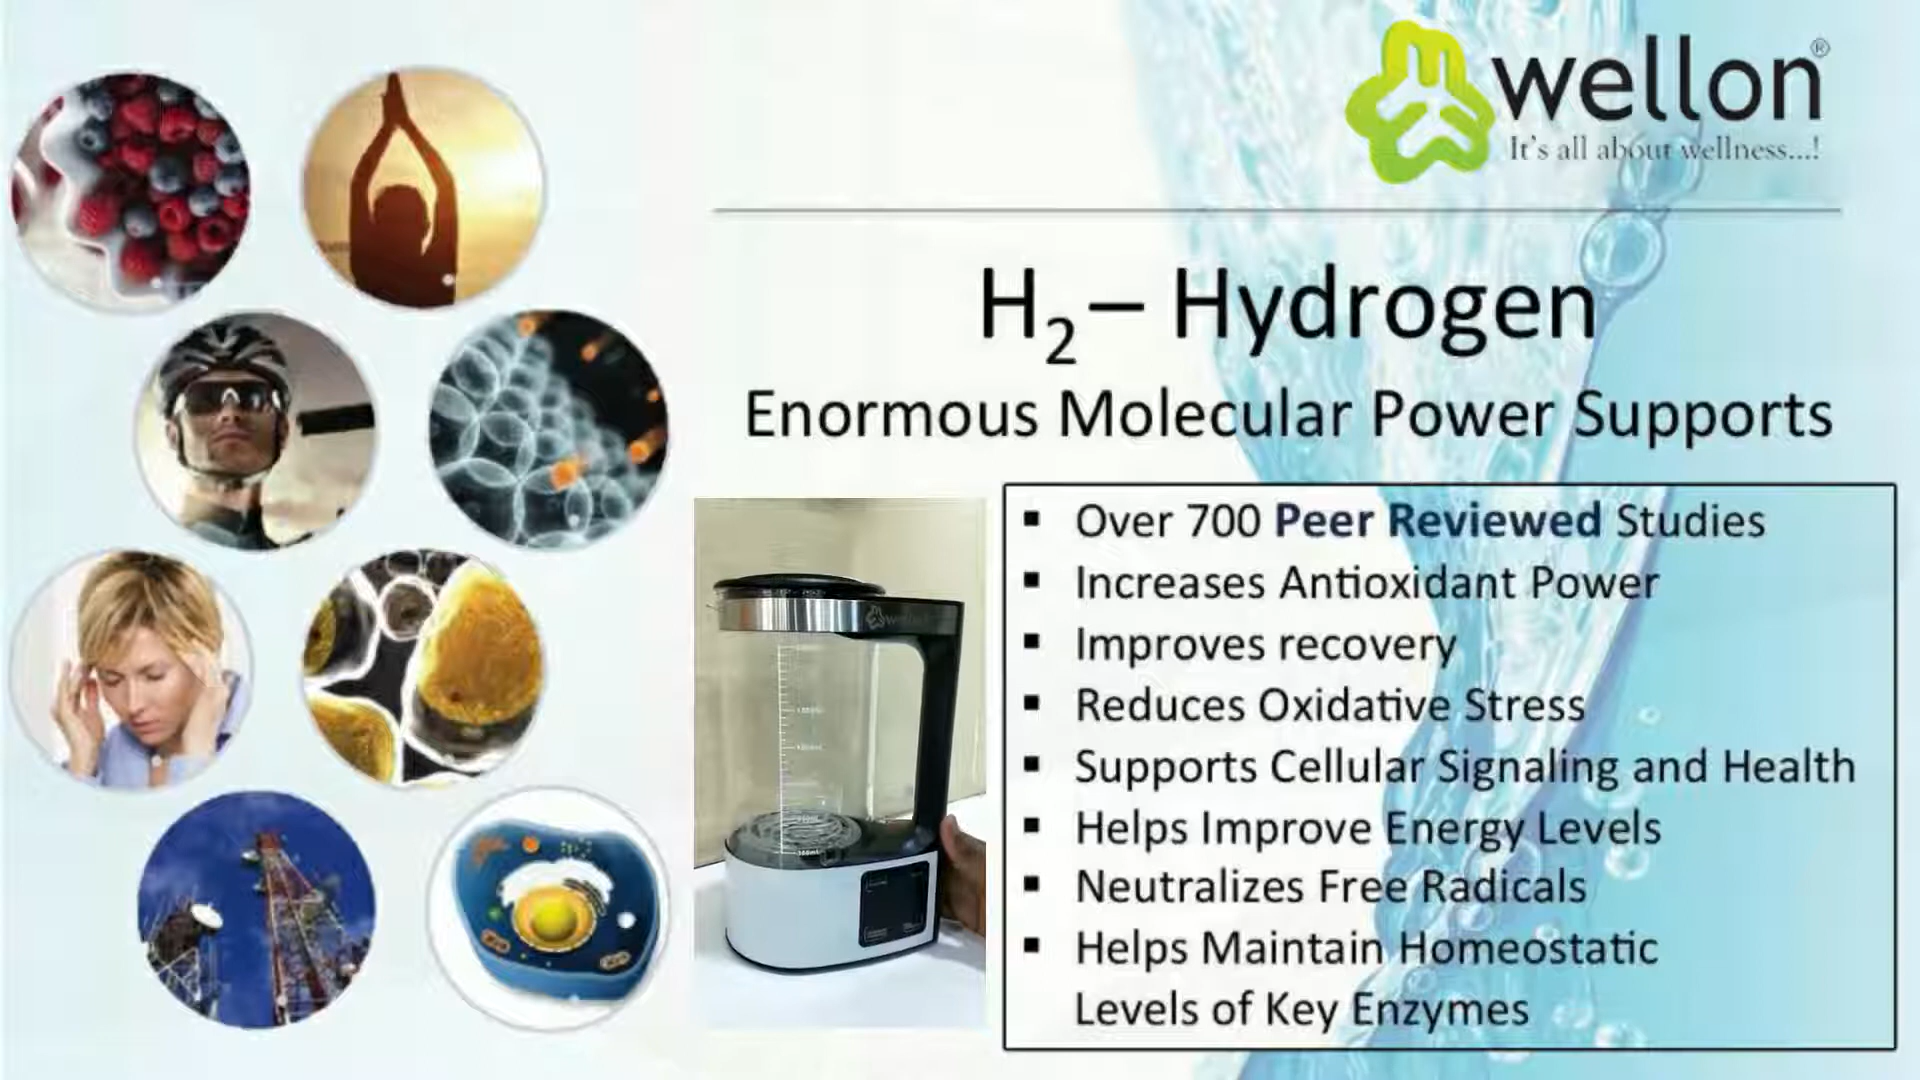 wellon®
It's all about wellness...!
H₂ – Hydrogen
Enormous Molecular Power Supports
▪ Over 700 Peer Reviewed Studies
▪ Increases Antioxidant Power
▪ Improves recovery
▪ Reduces Oxidative Stress
▪ Supports Cellular Signaling and Health
▪ Helps Improve Energy Levels
▪ Neutralizes Free Radicals
▪ Helps Maintain Homeostatic
Levels of Key Enzymes
wellon